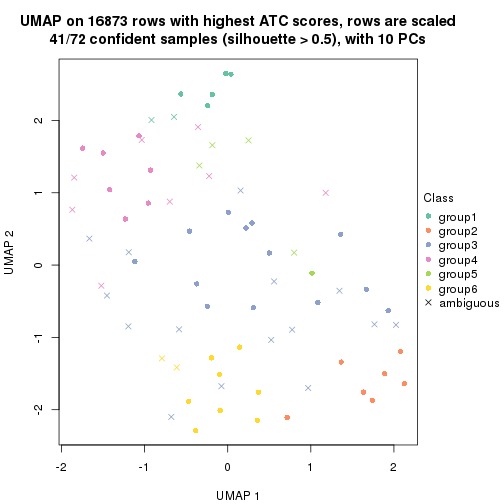 UMAP on 16873 rows with highest ATC scores, rows are scaled
41/72 confident samples (silhouette > 0.5), with 10 PCs
2
1
0
-1
-2
UMAP 2
-2
-1
0
1
2
UMAP 1
Class
group1
group2
group3
group4
group5
group6
ambiguous